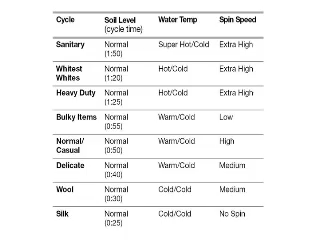 Cycle Soil Level Water Temp Spin Speed
(cycle time)
Sanitary Normal Super Hot/Cold Extra High
(1:50)
Whitest Normal Hot/Cold Extra High
Whites (1:20)
Heavy Duty Normal Hot/Cold Extra High
(1:25)
Bulky Items Normal Warm/Cold Low
(0:55)
Normal/ Normal Warm/Cold High
Casual (0:50)
Delicate Normal Warm/Cold Medium
(0:40)
Wool Normal Cold/Cold Medium
(0:30)
Silk Normal Cold/Cold No Spin
(0:25)